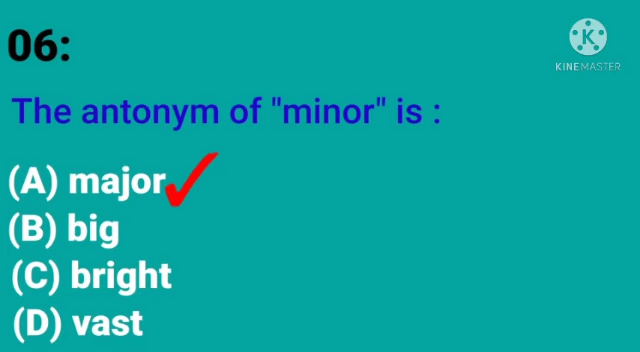 06:
K
KINEMASTER
The antonym of "minor" is :
(A) major
(B) big
(C) bright
(D) vast